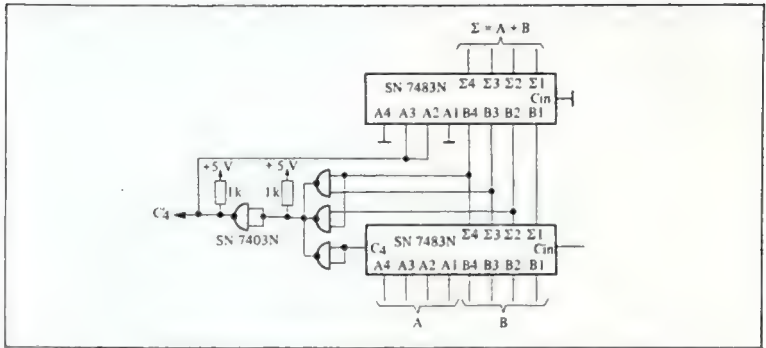 Σ = A + B
SN 7483N
Σ4 Σ3 Σ2 Σ1
Cin
A4 A3 A2 A1 B4 B3 B2 B1
+5 V
+5 V
1k
1k
C4
SN 7403N
C4
SN 7483N
Σ4 Σ3 Σ2 Σ1
Cin
A4 A3 A2 A1 B4 B3 B2 B1
A
B